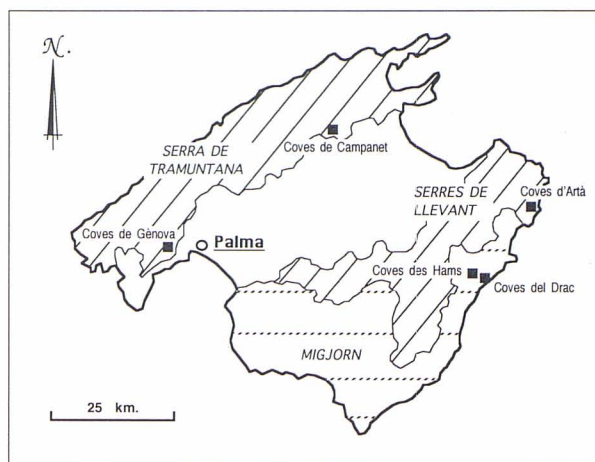 N.
Coves de Campanet
SERRA DE
TRAMUNTANA
SERRES DE
LLEVANT
Coves d'Artà
Coves de Gènova
Palma
Coves des Hams
Coves del Drac
MIGJORN
25 km.